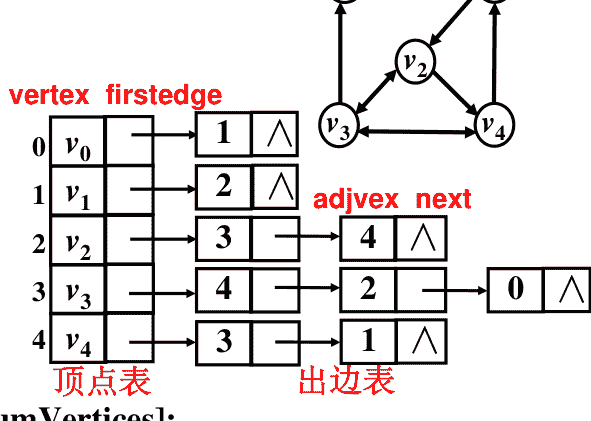 v2
v3 v4
vertex firstedge
0 v0 1 ∧
1 v1 2 ∧
adjvex next
2 v2 3 4 ∧
3 v3 4 2 0 ∧
4 v4 3 1 ∧
顶点表 出边表
umVertices];